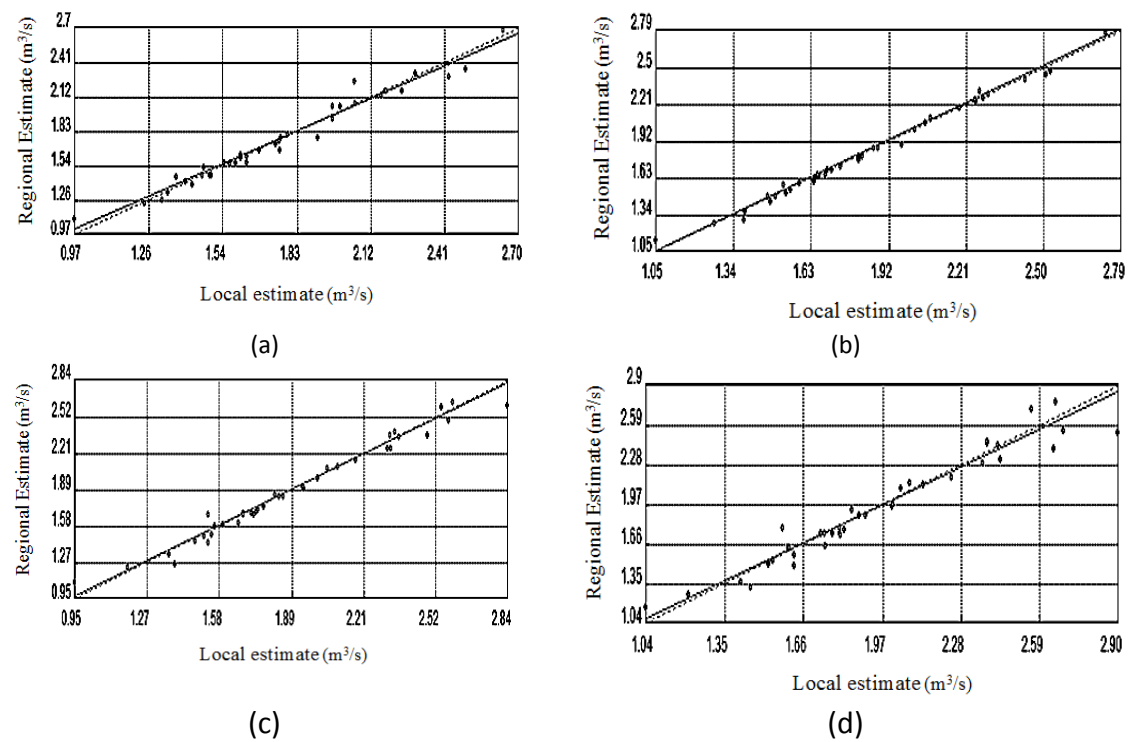 Regional Estimate (m³/s)
2.7
2.41
2.12
1.83
1.54
1.26
0.97
0.97 1.26 1.54 1.83 2.12 2.41 2.70
Local estimate (m³/s)
(a)
Regional Estimate (m³/s)
2.79
2.5
2.21
1.92
1.63
1.34
1.05
1.05 1.34 1.63 1.92 2.21 2.50 2.79
Local estimate (m³/s)
(b)
Regional Estimate (m³/s)
2.84
2.52
2.21
1.89
1.58
1.27
0.95
0.95 1.27 1.58 1.89 2.21 2.52 2.84
Local estimate (m³/s)
(c)
Regional Estimate (m³/s)
2.9
2.59
2.28
1.97
1.66
1.35
1.04
1.04 1.35 1.66 1.97 2.28 2.59 2.90
Local estimate (m³/s)
(d)